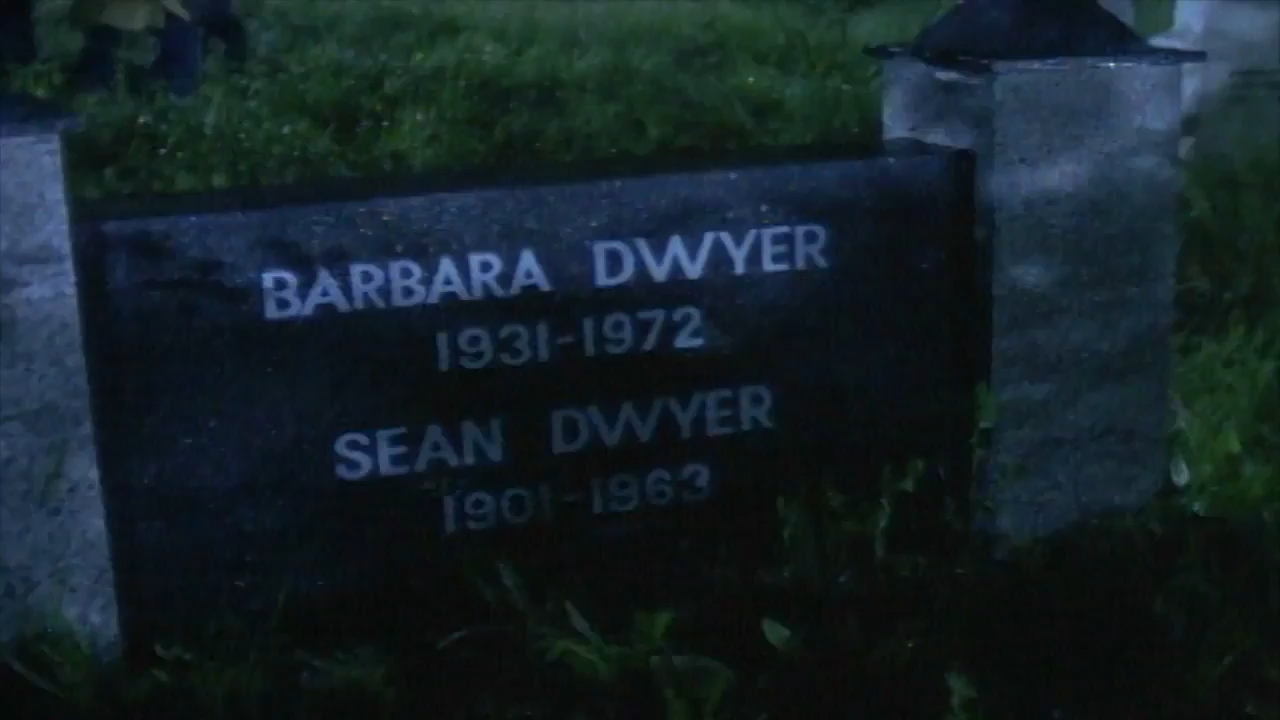 BARBARA DWYER
1931-1972
SEAN DWYER
1901-1963